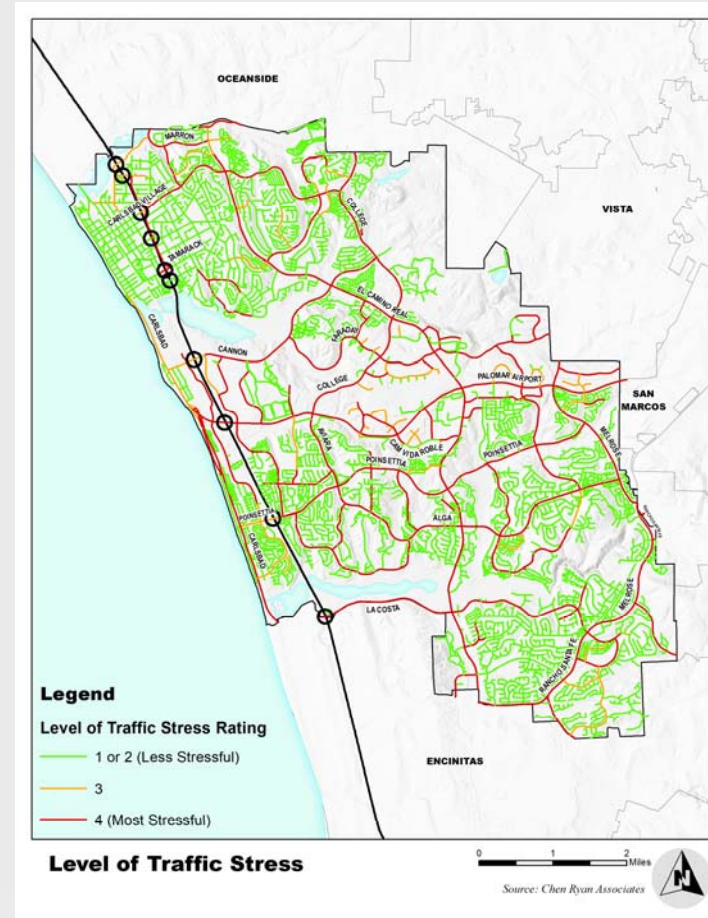 OCEANSIDE
MARRON
VISTA
CARLSBAD VILLAGE
COLLEGE
TAMARACK
EL CAMINO REAL
CARLSBAD
FARADAY
CANNON
COLLEGE
PALOMAR AIRPORT
SAN
MARCOS
AVIARA
CAM VIDA ROBLE
POINSETTIA
POINSETTIA
MELROSE
POINSETTIA
ALGA
CARLSBAD
LA COSTA
MELROSE
RANCHO SANTA FE
ENCINITAS
Legend
Level of Traffic Stress Rating
1 or 2 (Less Stressful)
3
4 (Most Stressful)
Level of Traffic Stress
0 1 2
Miles
Source: Chen Ryan Associates
N